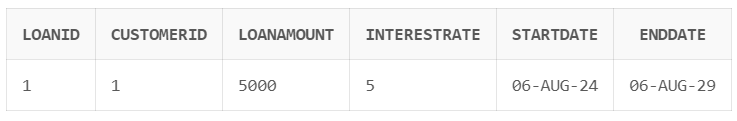 LOANID CUSTOMERID LOANAMOUNT INTERESTRATE STARTDATE ENDDATE
1 1 5000 5 06-AUG-24 06-AUG-29